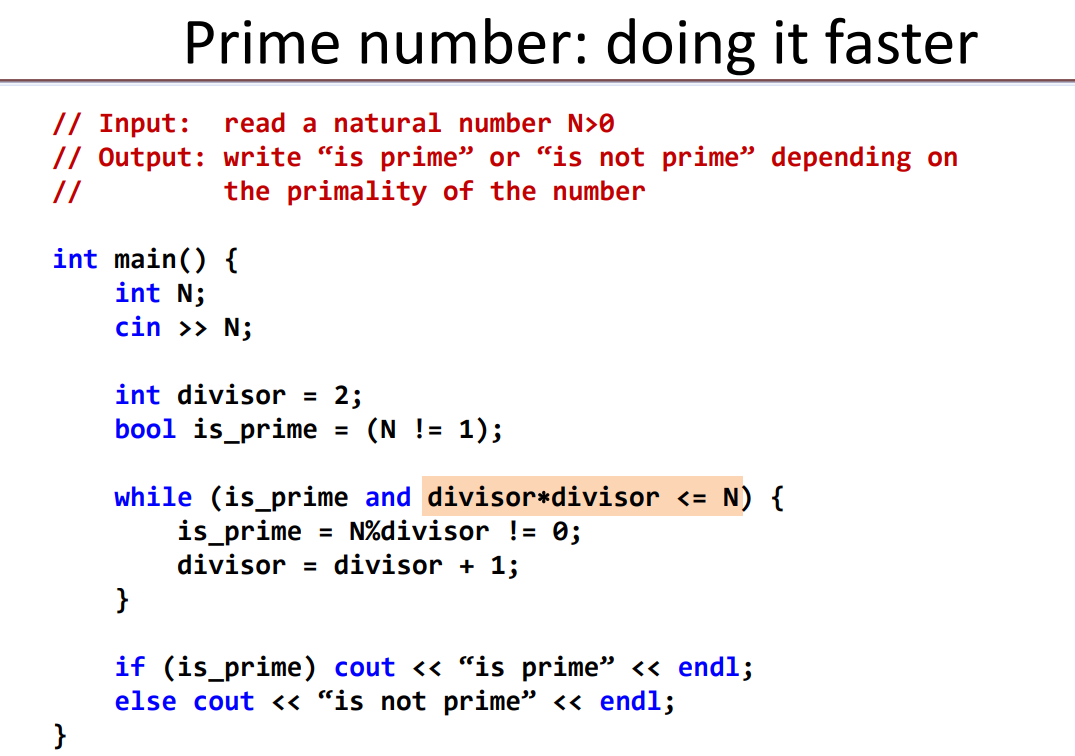 Prime number: doing it faster
// Input:  read a natural number N>0
// Output: write “is prime” or “is not prime” depending on
//         the primality of the number
int main() {
    int N;
    cin >> N;
    int divisor = 2;
    bool is_prime = (N != 1);
    while (is_prime and divisor*divisor <= N) {
        is_prime = N%divisor != 0;
        divisor = divisor + 1;
    }
    if (is_prime) cout << “is prime” << endl;
    else cout << “is not prime” << endl;
}